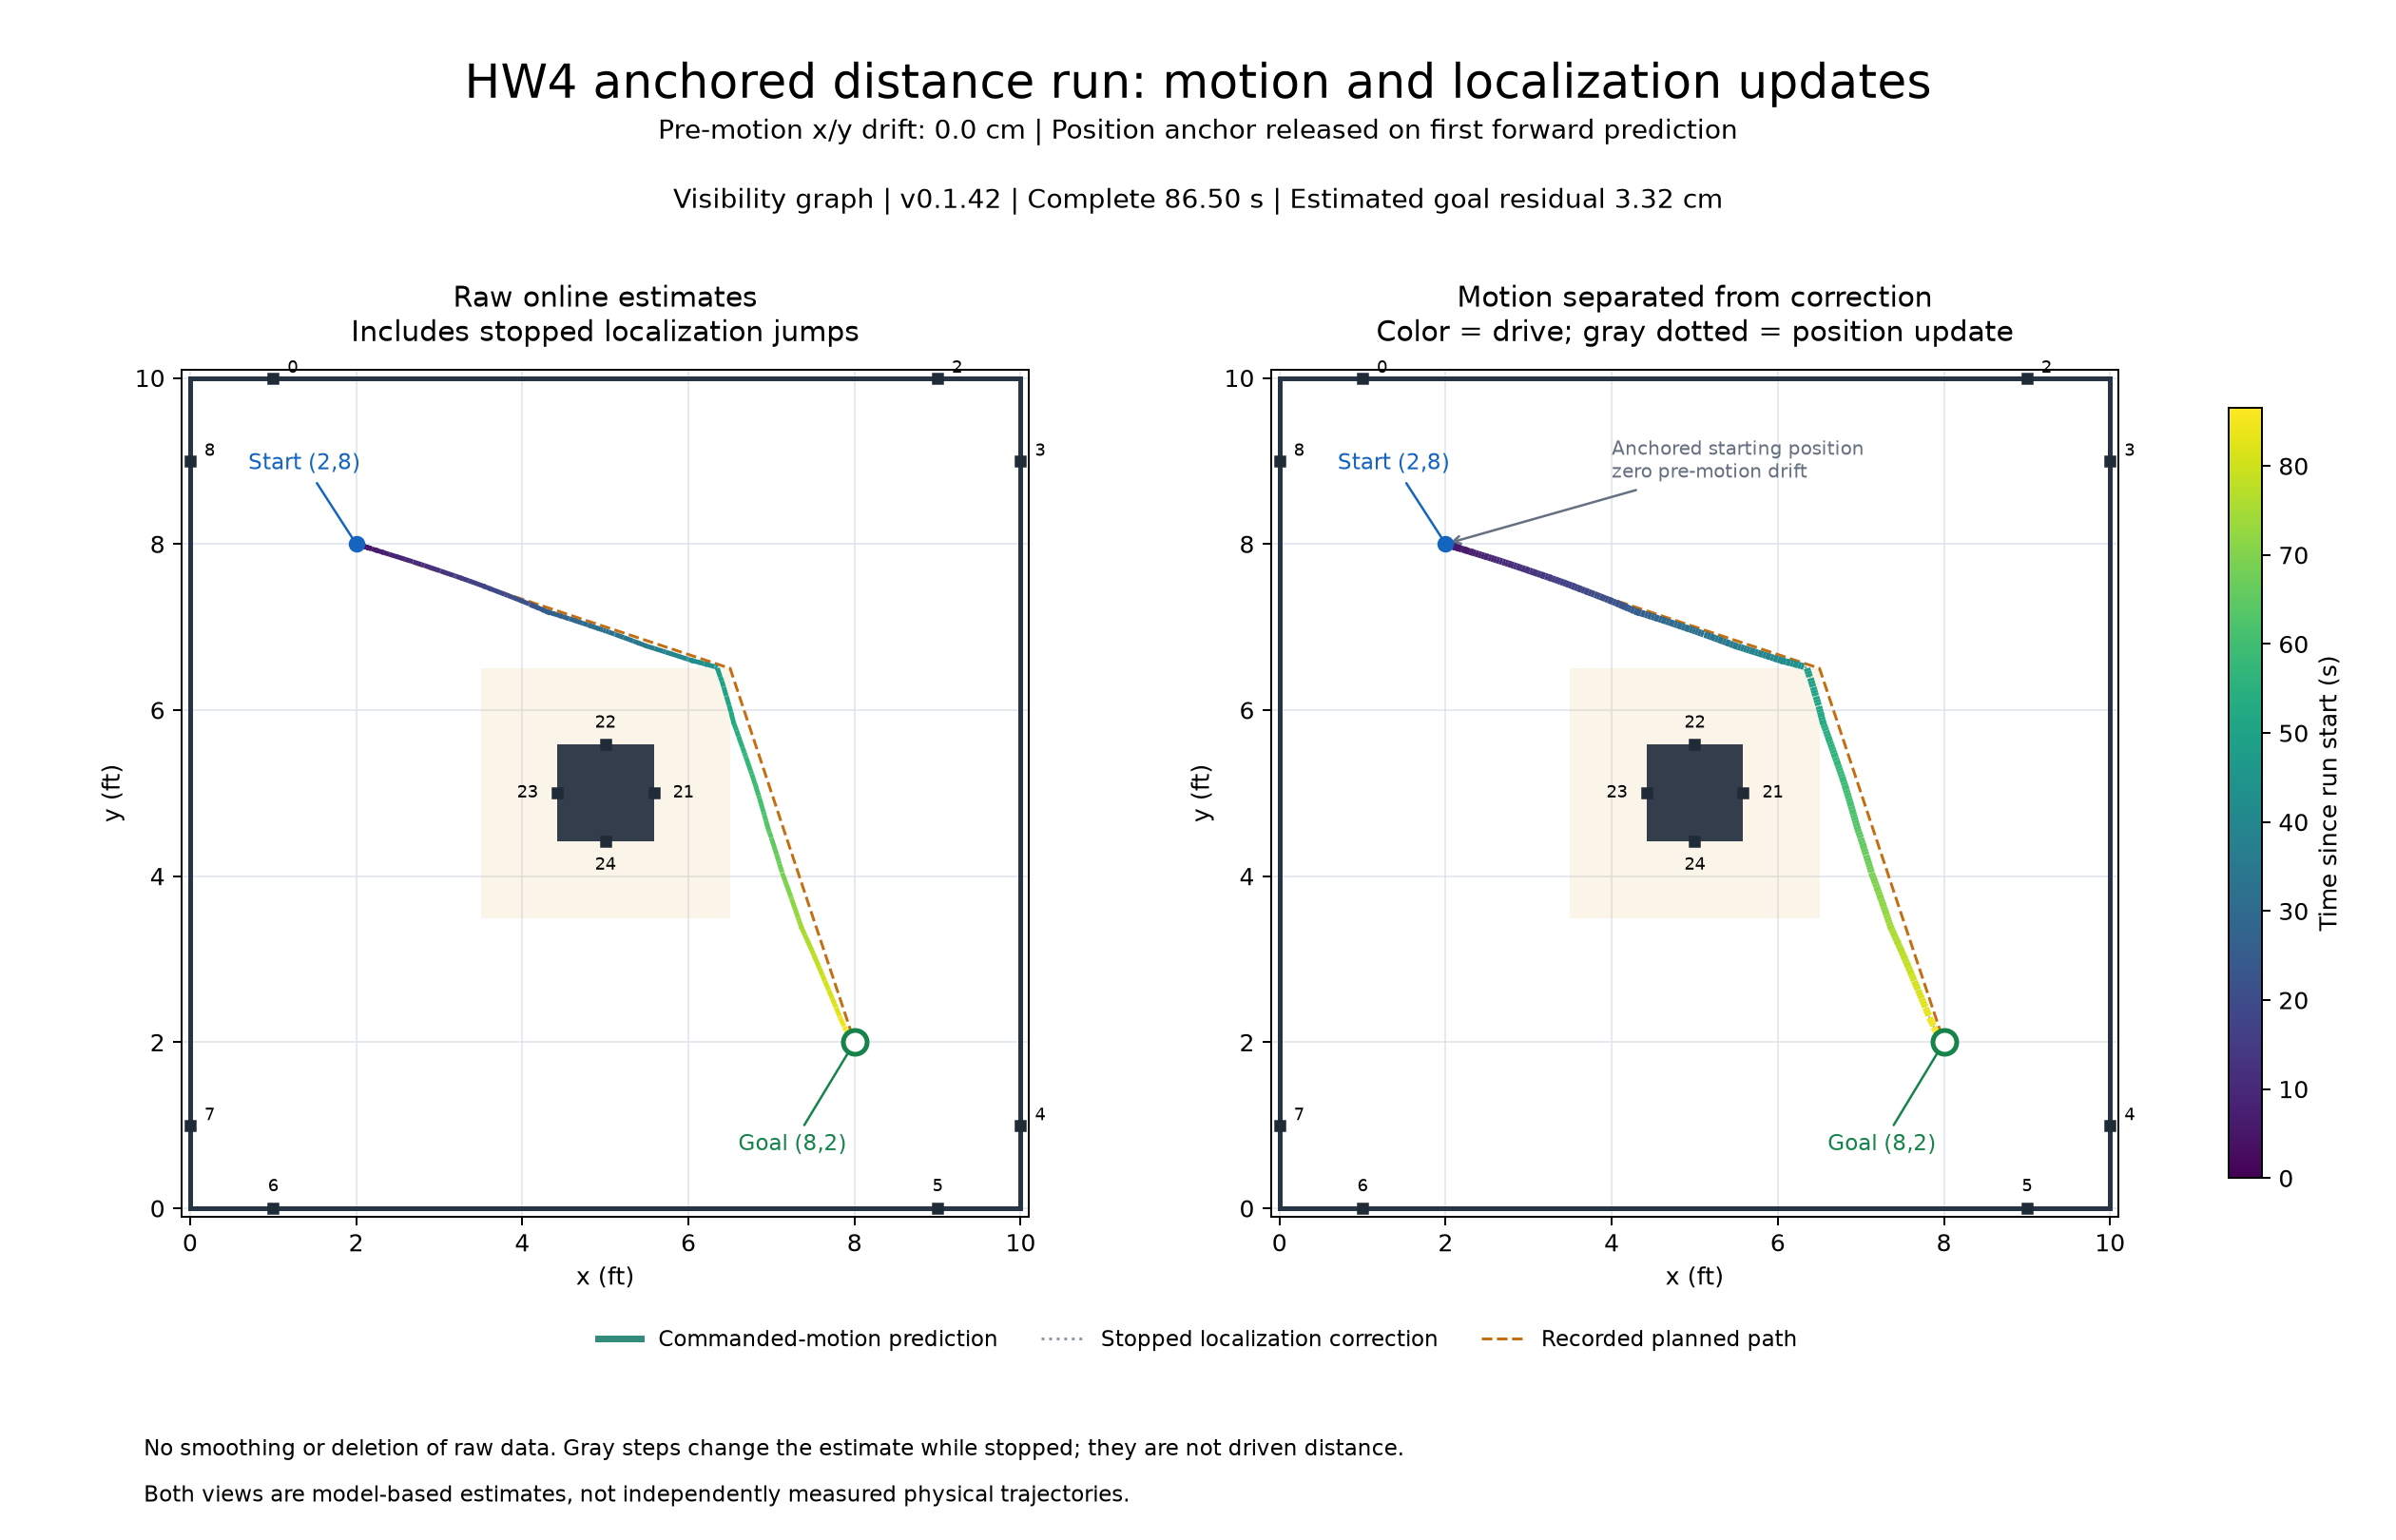 HW4 anchored distance run: motion and localization updates
Pre-motion x/y drift: 0.0 cm | Position anchor released on first forward prediction
Visibility graph | v0.1.42 | Complete 86.50 s | Estimated goal residual 3.32 cm
Raw online estimates
Includes stopped localization jumps
0
2
10
8
3
Start (2,8)
8
6
22
23
21
24
4
2
7
4
Goal (8,2)
6
5
0
0
2
4
6
8
10
x (ft)
y (ft)
Motion separated from correction
Color = drive; gray dotted = position update
0
2
10
8
3
Start (2,8)
Anchored starting position
zero pre-motion drift
8
6
22
23
21
24
4
2
7
4
Goal (8,2)
6
5
0
0
2
4
6
8
10
x (ft)
y (ft)
80
70
60
50
40
30
20
10
0
Time since run start (s)
Commanded-motion prediction
Stopped localization correction
Recorded planned path
No smoothing or deletion of raw data. Gray steps change the estimate while stopped; they are not driven distance.
Both views are model-based estimates, not independently measured physical trajectories.